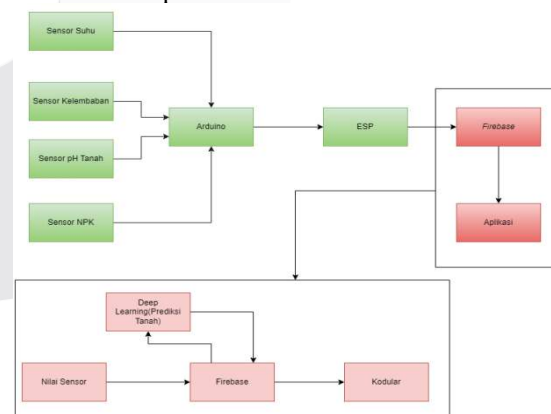 Sensor Suhu
Sensor Kelembaban
Arduino
ESP
Firebase
Sensor pH Tanah
Sensor NPK
Aplikasi
Deep
Learning(Prediksi
Tanah)
Nilai Sensor
Firebase
Kodular